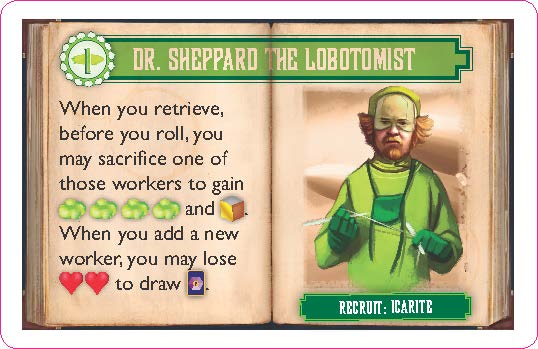 DR. SHEPPARD THE LOBOTOMIST
When you retrieve,
before you roll, you
may sacrifice one of
those workers to gain
and .
When you add a new
worker, you may lose
to draw .
RECRUIT: ICARITE